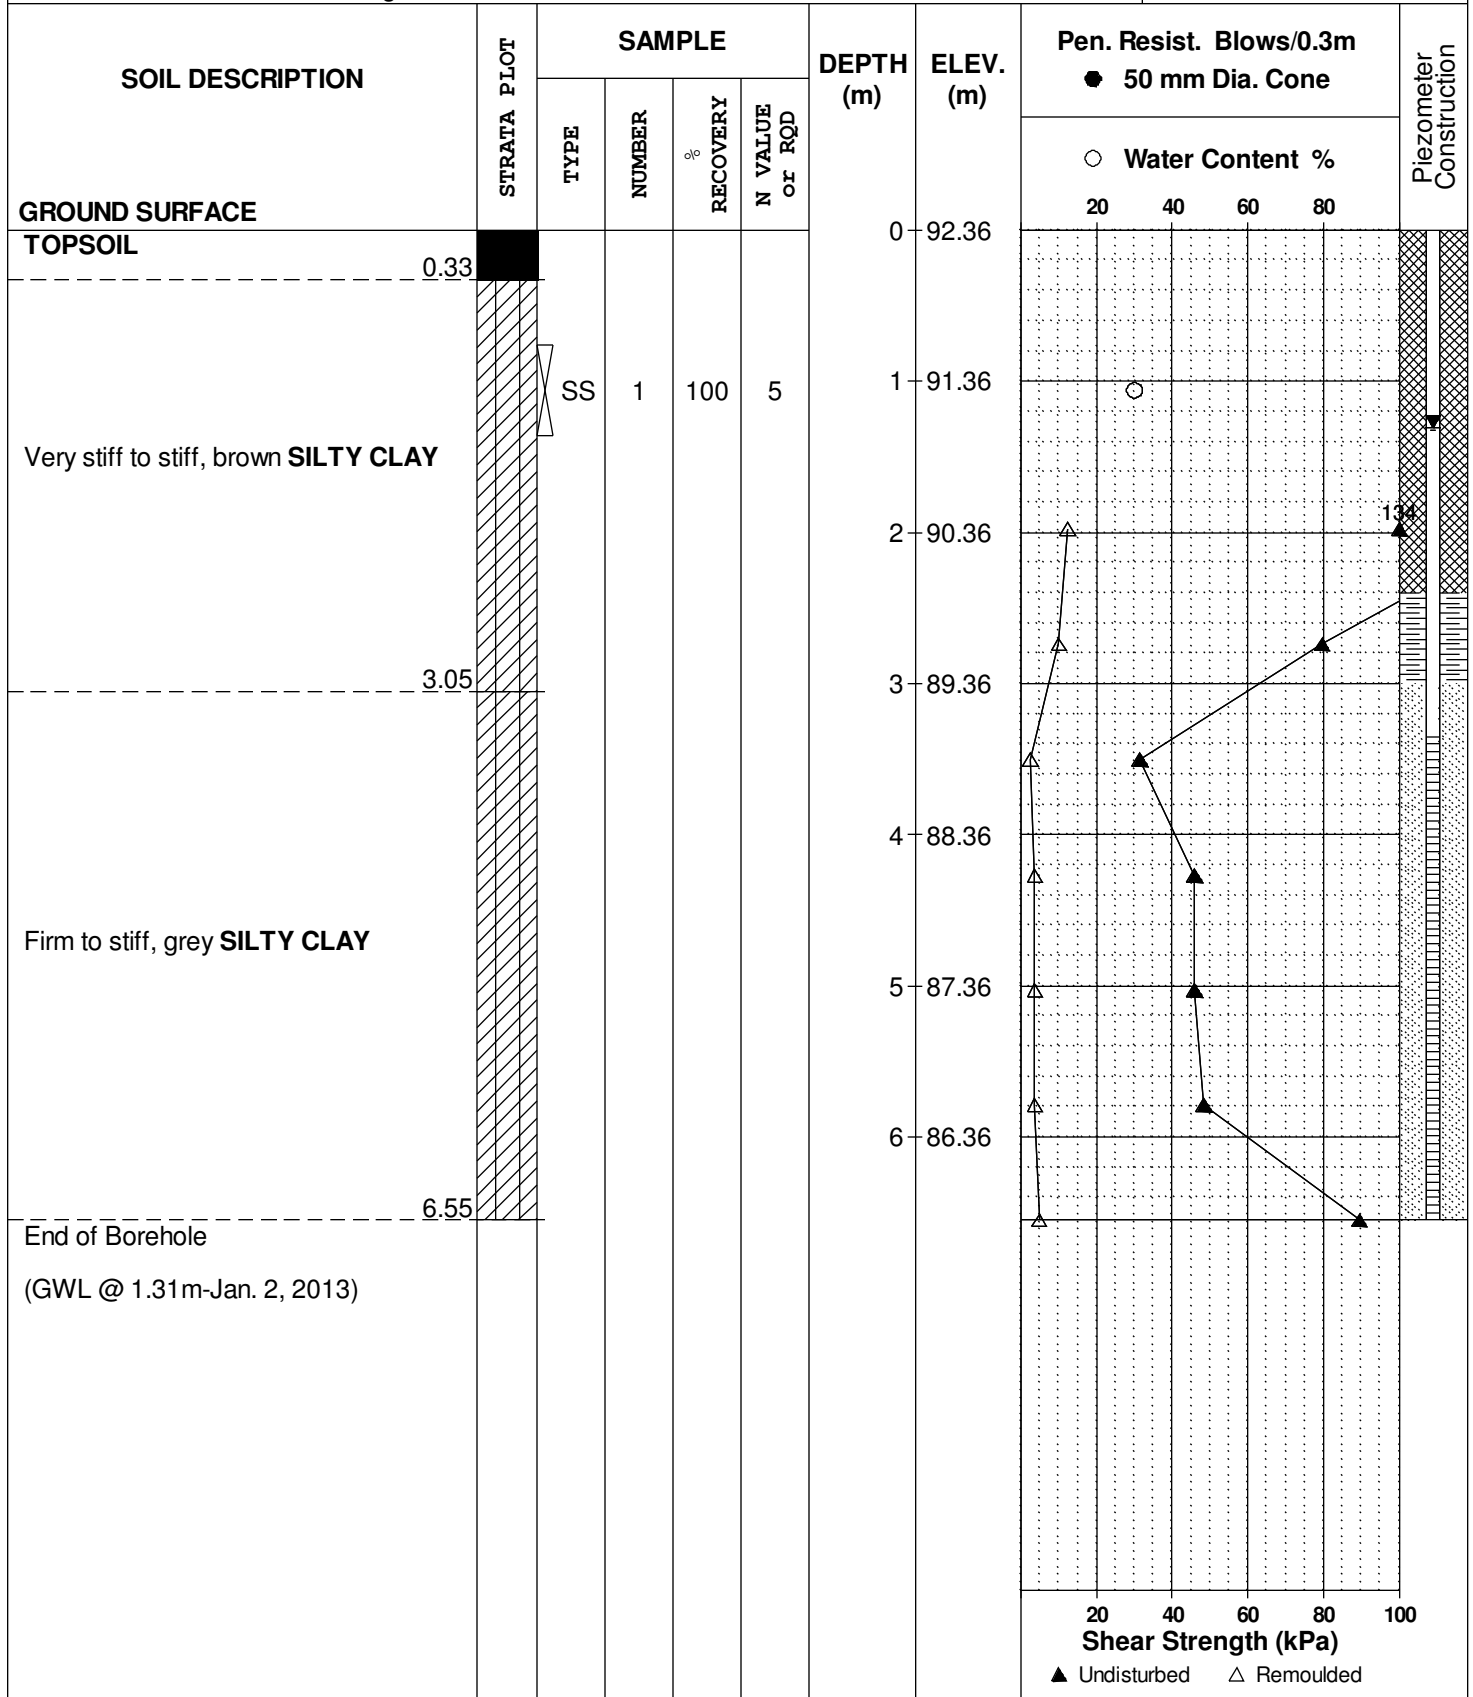 SOIL DESCRIPTION
STRATA PLOT
SAMPLE
TYPE
NUMBER
%
RECOVERY
N VALUE
or RQD
DEPTH
(m)
ELEV.
(m)
Pen. Resist. Blows/0.3m
● 50 mm Dia. Cone
○ Water Content %
20 40 60 80
Piezometer
Construction
GROUND SURFACE
TOPSOIL
0.33
0 92.36
SS 1 100 5
1 91.36
Very stiff to stiff, brown SILTY CLAY
134
2 90.36
3.05
3 89.36
4 88.36
Firm to stiff, grey SILTY CLAY
5 87.36
6 86.36
6.55
End of Borehole
(GWL @ 1.31m-Jan. 2, 2013)
20 40 60 80 100
Shear Strength (kPa)
▲ Undisturbed △ Remoulded